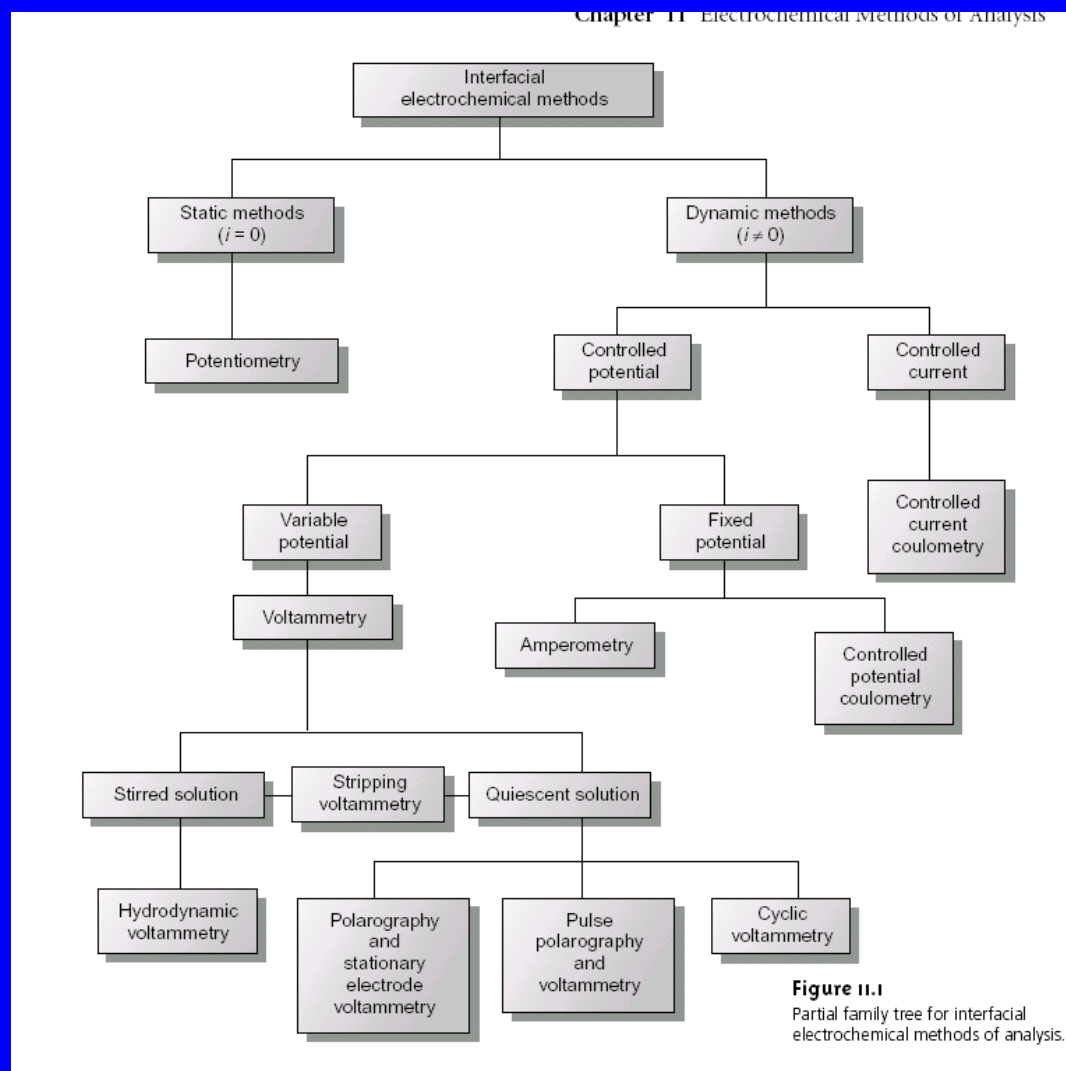 Chapter 11 Electrochemical Methods of Analysis
Interfacial
electrochemical methods
Static methods
(i = 0)
Dynamic methods
(i ≠ 0)
Potentiometry
Controlled
potential
Controlled
current
Variable
potential
Fixed
potential
Controlled
current
coulometry
Voltammetry
Amperometry
Controlled
potential
coulometry
Stirred solution
Stripping
voltammetry
Quiescent solution
Hydrodynamic
voltammetry
Polarography
and
stationary
electrode
voltammetry
Pulse
polarography
and
voltammetry
Cyclic
voltammetry
Figure 11.1
Partial family tree for interfacial
electrochemical methods of analysis.